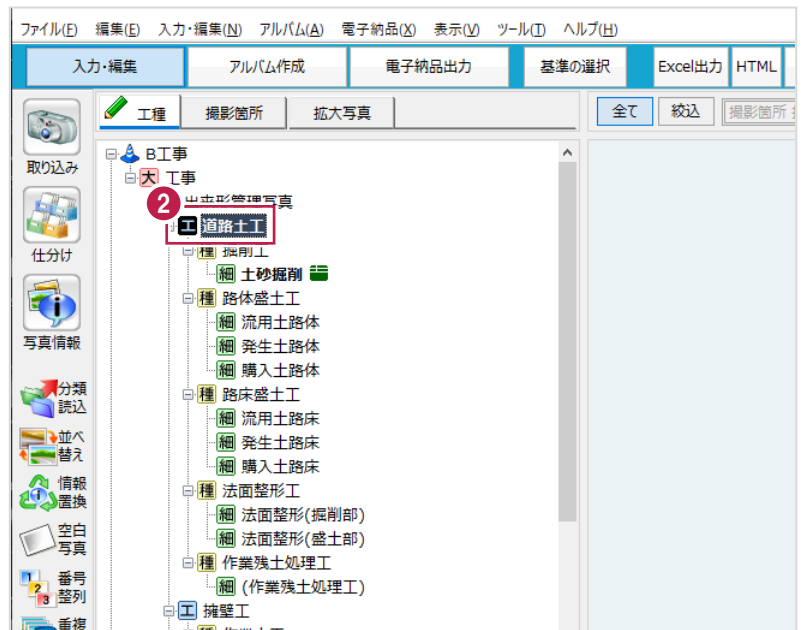 ファイル(F) 編集(E) 入力・編集(N) アルバム(A) 電子納品(X) 表示(V) ツール(T) ヘルプ(H)
入力・編集 アルバム作成 電子納品出力 基準の選択 Excel出力 HTML
工種 撮影箇所 拡大写真 全て 絞込 撮影箇所
取り込み
仕分け
写真情報
分類読込
並べ替え
情報置換
空白写真
番号整列
重複
B工事
大 工事
出来形管理写真
2
工 道路土工
種 掘削工
細 土砂掘削
種 路体盛土工
細 流用土路体
細 発生土路体
細 購入土路体
種 路床盛土工
細 流用土路床
細 発生土路床
細 購入土路床
種 法面整形工
細 法面整形(掘削部)
細 法面整形(盛土部)
種 作業残土処理工
細 (作業残土処理工)
工 擁壁工